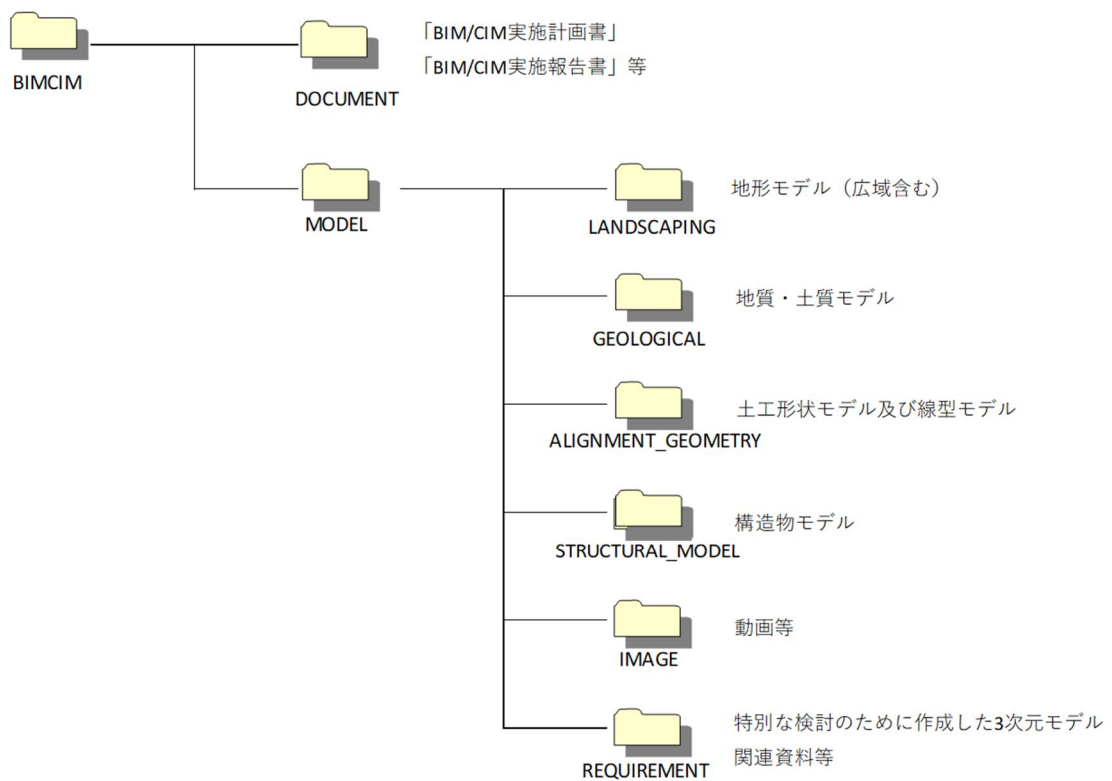 「BIM/CIM実施計画書」
「BIM/CIM実施報告書」等
BIMCIM
DOCUMENT
地形モデル（広域含む）
MODEL
LANDSCAPING
地質・土質モデル
GEOLOGICAL
土工形状モデル及び線型モデル
ALIGNMENT_GEOMETRY
構造物モデル
STRUCTURAL_MODEL
動画等
IMAGE
特別な検討のために作成した3次元モデル
関連資料等
REQUIREMENT